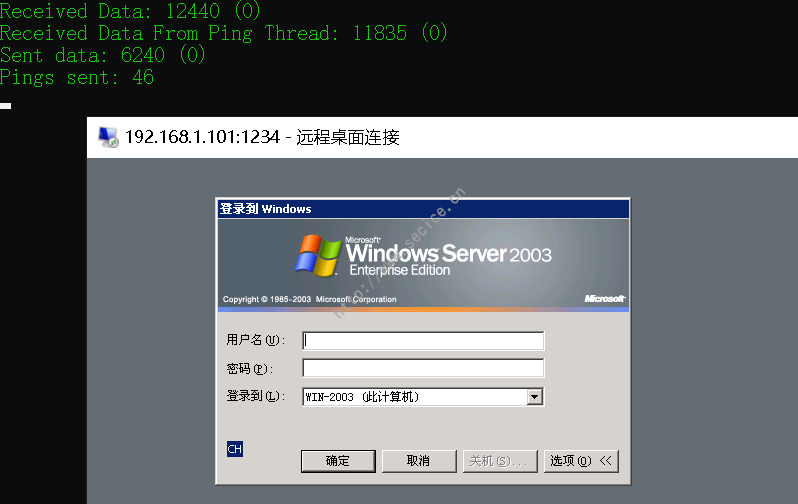 Received Data: 12440 (0)
Received Data From Ping Thread: 11835 (0)
Sent data: 6240 (0)
Pings sent: 46
192.168.1.101:1234 - 远程桌面连接
登录到 Windows
Microsoft
Windows Server 2003
Enterprise Edition
Copyright © 1985-2003 Microsoft Corporation
Microsoft
用户名(U):
密码(P):
登录到(L): WIN-2003 (此计算机)
CH
确定 取消 关机(S)... 选项(O) <<